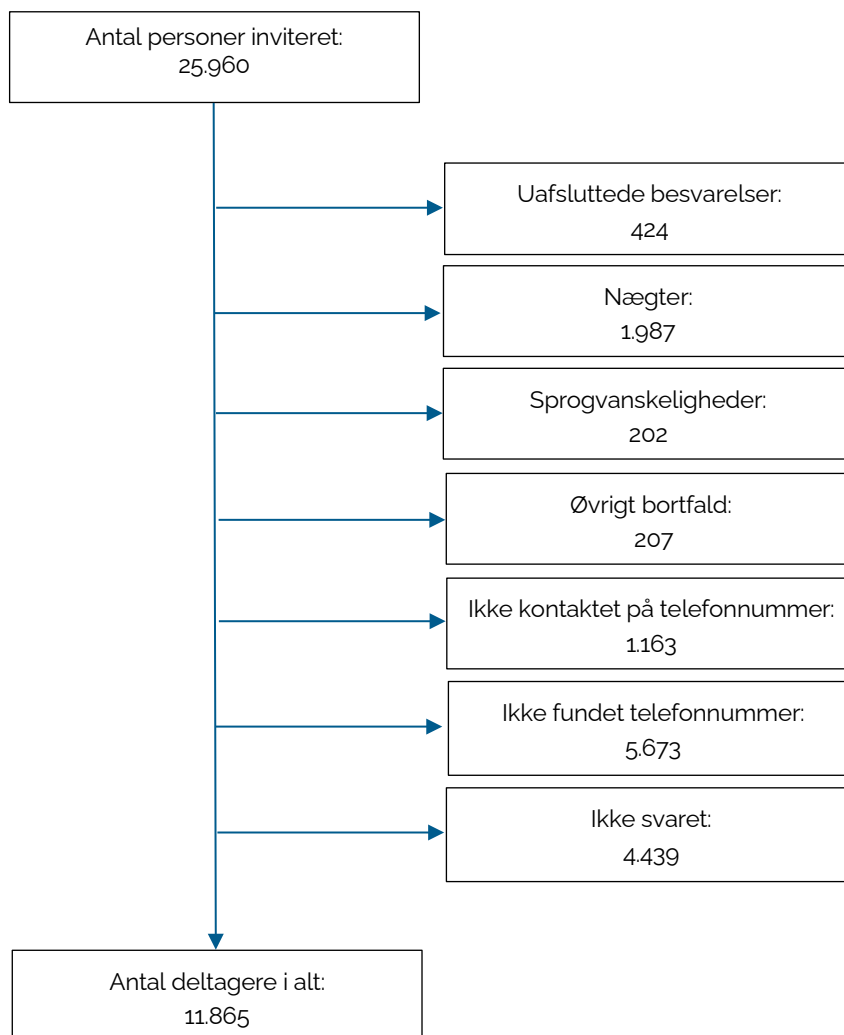 Antal personer inviteret:
25.960
Uafsluttede besvarelser:
424
Nægter:
1.987
Sprogvanskeligheder:
202
Øvrigt bortfald:
207
Ikke kontaktet på telefonnummer:
1.163
Ikke fundet telefonnummer:
5.673
Ikke svaret:
4.439
Antal deltagere i alt:
11.865